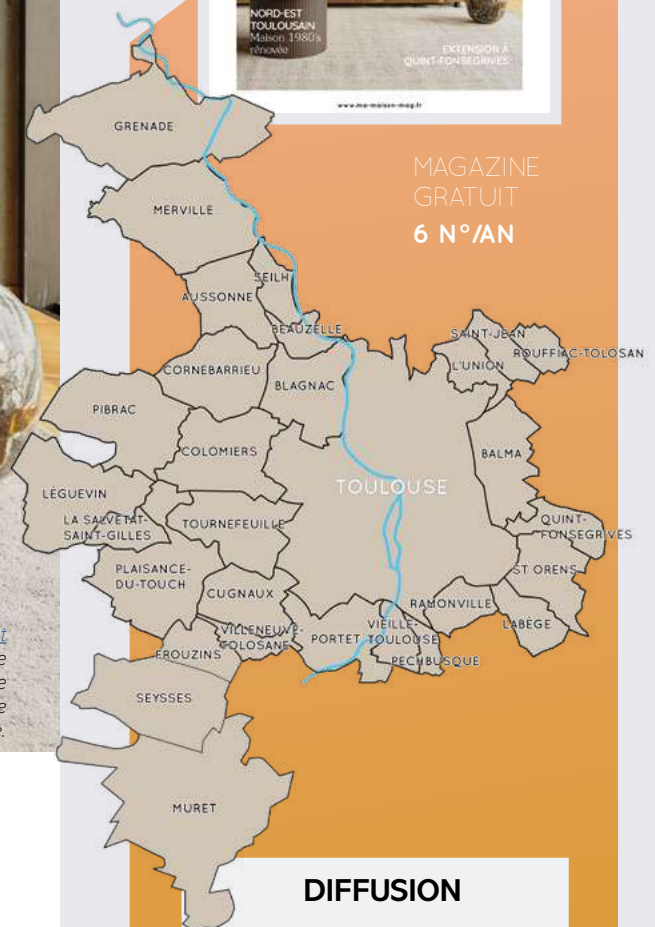 NORD-EST
TOULOUSAIN
Maison 1980's
rénovée
EXTENSION À
QUINT-FONSEGRIVES
www.ma-maison-mag.fr
MAGAZINE
GRATUIT
6 N°/AN
GRENADE
MERVILLE
SEILH
AUSSONNE
BEAUZELLE
SAINT-JEAN
ROUFFIAC-TOLOSAN
L'UNION
CORNEBARRIEU
BLAGNAC
PIBRAC
COLOMIERS
BALMA
TOULOUSE
LÉGUEVIN
LA SALVETAT-
SAINT-GILLES
TOURNEFEUILLE
QUINT-
FONSEGRIVES
PLAISANCE-
DU-TOUCH
ST ORENS
CUGNAUX
RAMONVILLE
LABÈGE
VILLENEUVE-
TOLOSANE
PORTET
VIEILLE-
TOULOUSE
FROUZINS
PECHBUSQUE
SEYSSES
MURET
DIFFUSION